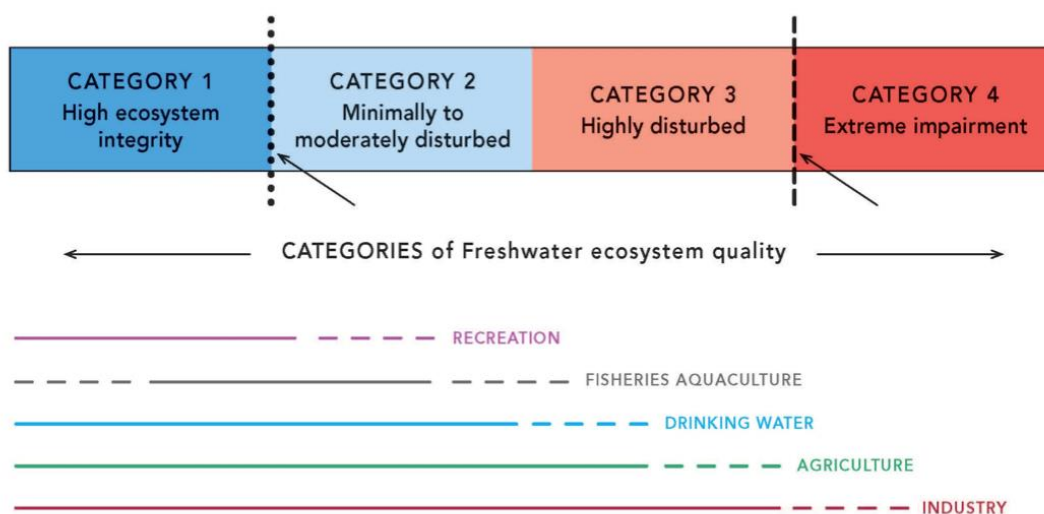 CATEGORY 1
High ecosystem
integrity
CATEGORY 2
Minimally to
moderately disturbed
CATEGORY 3
Highly disturbed
CATEGORY 4
Extreme impairment
CATEGORIES of Freshwater ecosystem quality
RECREATION
FISHERIES AQUACULTURE
DRINKING WATER
AGRICULTURE
INDUSTRY